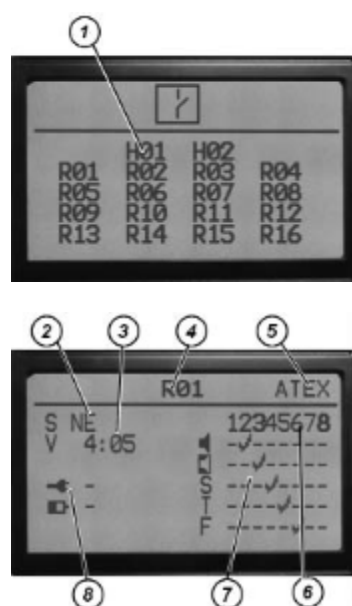 1
H01 H02
R01 R02 R03 R04
R05 R06 R07 R08
R09 R10 R11 R12
R13 R14 R15 R16
2 3 4 5
R01 ATEX
S NE 12345678
V 4:05
S
T
F
8 7 6